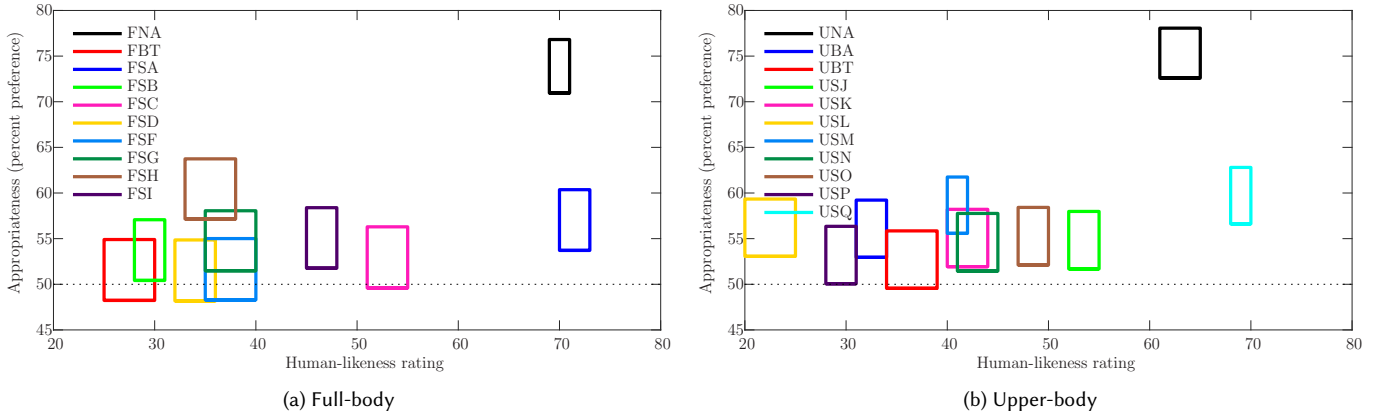 80
75
70
65
60
55
50
45
Appropriateness (percent preference)
FNA
FBT
FSA
FSB
FSC
FSD
FSF
FSG
FSH
FSI
20 30 40 50 60 70 80
Human-likeness rating
(a) Full-body
80
75
70
65
60
55
50
45
Appropriateness (percent preference)
UNA
UBA
UBT
USJ
USK
USL
USM
USN
USO
USP
USQ
20 30 40 50 60 70 80
Human-likeness rating
(b) Upper-body